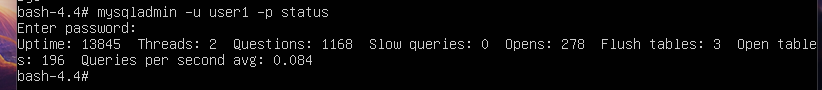 bash-4.4# mysqladmin -u user1 -p status
Enter password:
Uptime: 13845  Threads: 2  Questions: 1168  Slow queries: 0  Opens: 278  Flush tables: 3  Open table
s: 196  Queries per second avg: 0.084
bash-4.4#